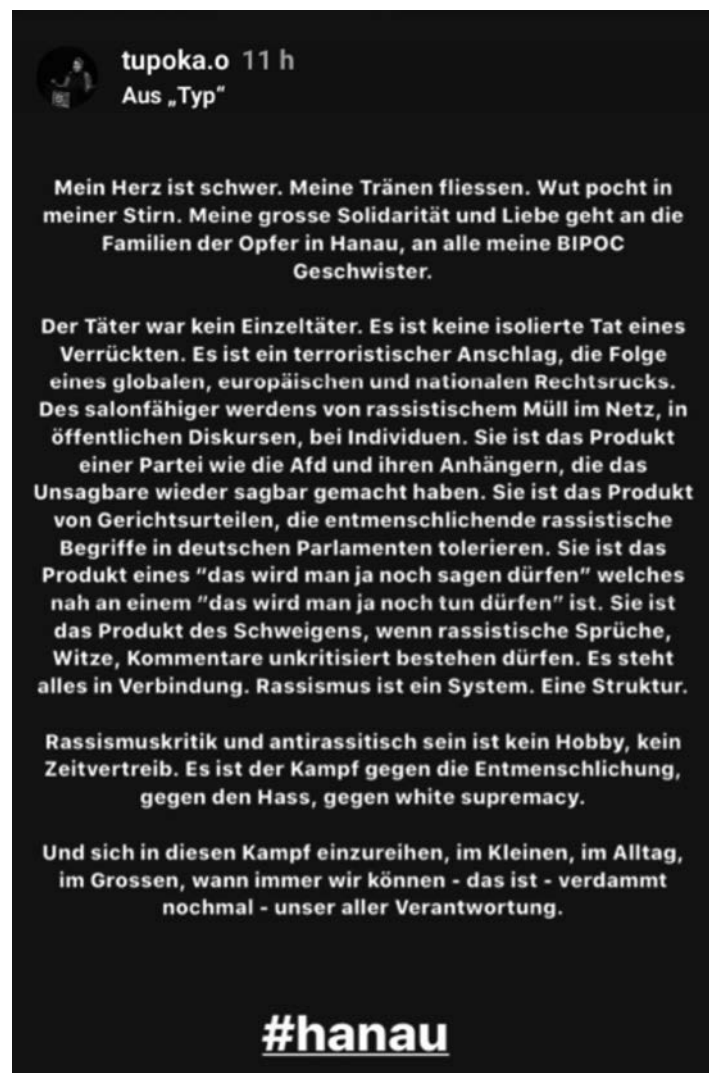 tupoka.o 11 h
Aus „Typ“
Mein Herz ist schwer. Meine Tränen fliessen. Wut pocht in
meiner Stirn. Meine grosse Solidarität und Liebe geht an die
Familien der Opfer in Hanau, an alle meine BIPOC
Geschwister.
Der Täter war kein Einzeltäter. Es ist keine isolierte Tat eines
Verrückten. Es ist ein terroristischer Anschlag, die Folge
eines globalen, europäischen und nationalen Rechtsrucks.
Des salonfähiger werdens von rassistischem Müll im Netz, in
öffentlichen Diskursen, bei Individuen. Sie ist das Produkt
einer Partei wie die Afd und ihren Anhängern, die das
Unsagbare wieder sagbar gemacht haben. Sie ist das Produkt
von Gerichtsurteilen, die entmenschlichende rassistische
Begriffe in deutschen Parlamenten tolerieren. Sie ist das
Produkt eines ”das wird man ja noch sagen dürfen” welches
nah an einem ”das wird man ja noch tun dürfen” ist. Sie ist
das Produkt des Schweigens, wenn rassistische Sprüche,
Witze, Kommentare unkritisiert bestehen dürfen. Es steht
alles in Verbindung. Rassismus ist ein System. Eine Struktur.
Rassismuskritik und antirassitisch sein ist kein Hobby, kein
Zeitvertreib. Es ist der Kampf gegen die Entmenschlichung,
gegen den Hass, gegen white supremacy.
Und sich in diesen Kampf einzureihen, im Kleinen, im Alltag,
im Grossen, wann immer wir können - das ist - verdammt
nochmal - unser aller Verantwortung.
#hanau